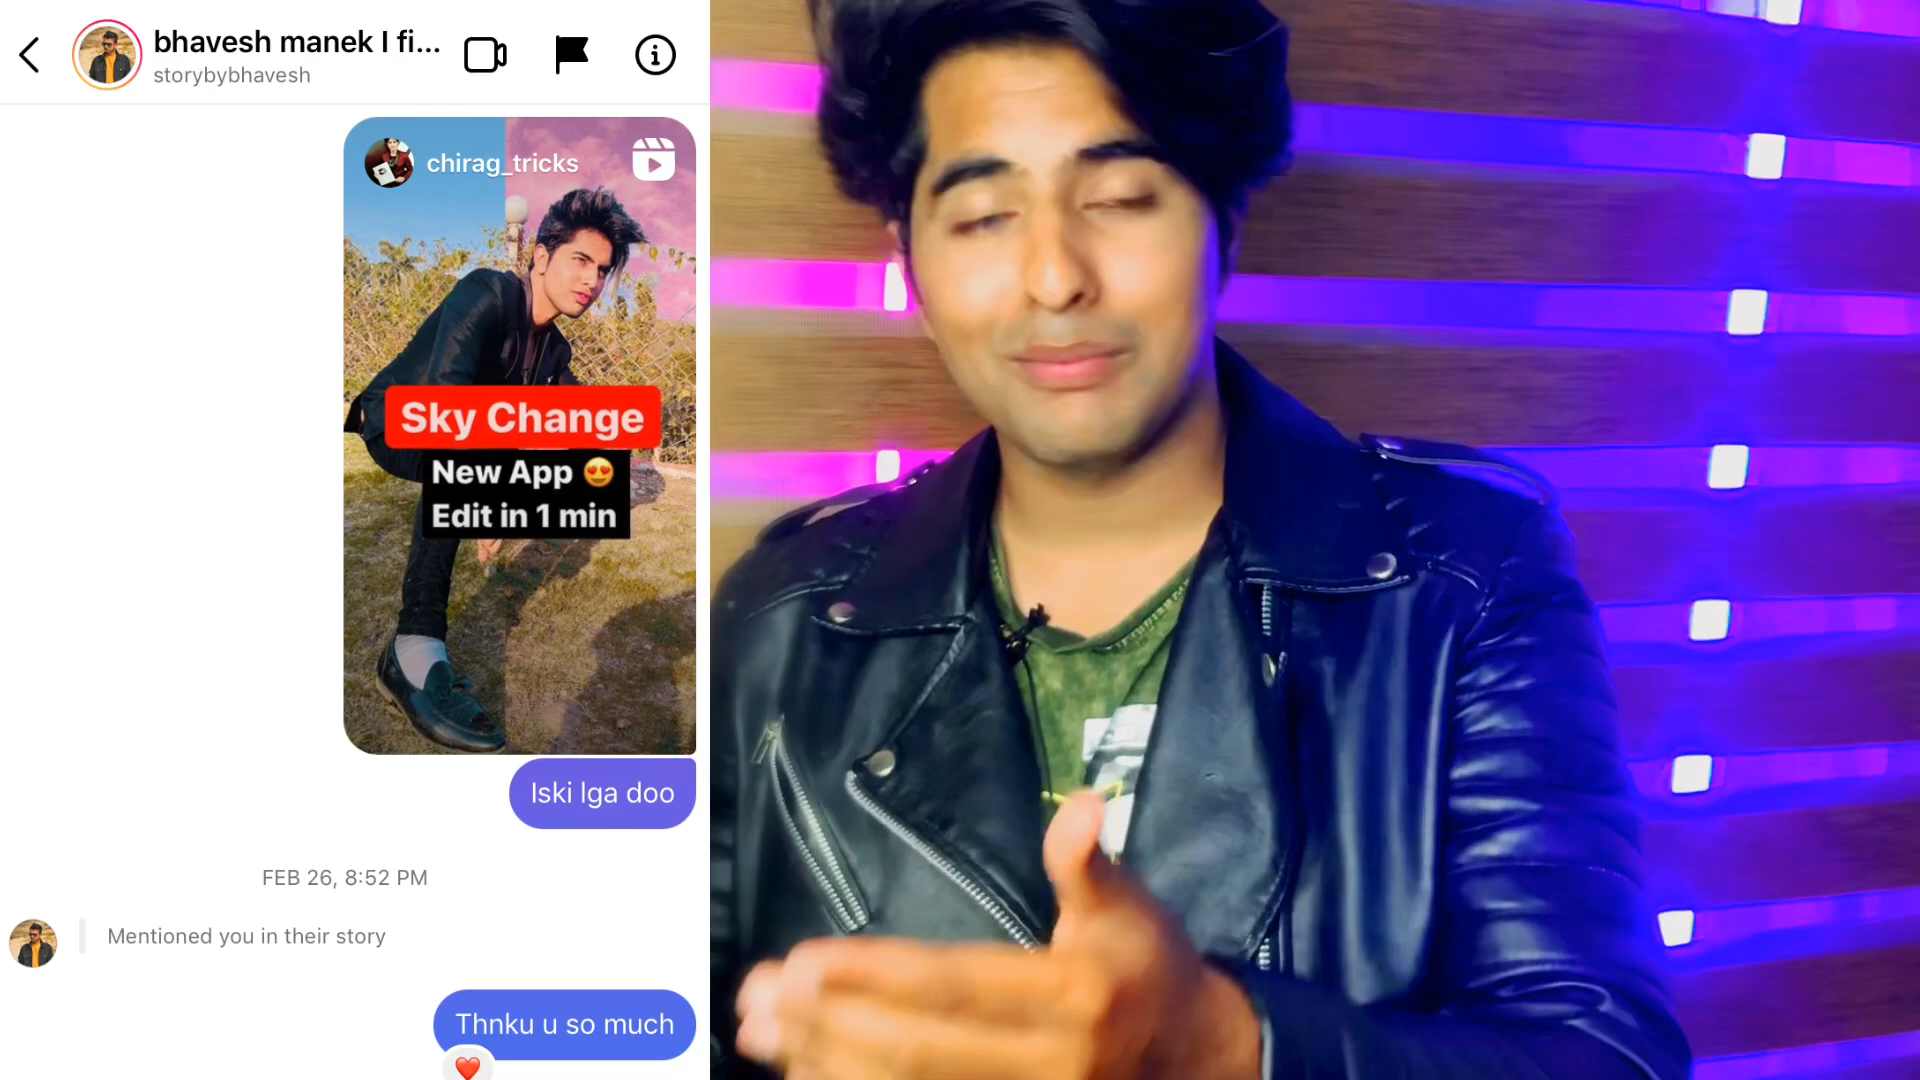 bhavesh manek I fi...
storybybhavesh
chirag_tricks
Sky Change
New App 😍
Edit in 1 min
Iski lga doo
FEB 26, 8:52 PM
Mentioned you in their story
Thnku u so much
❤️